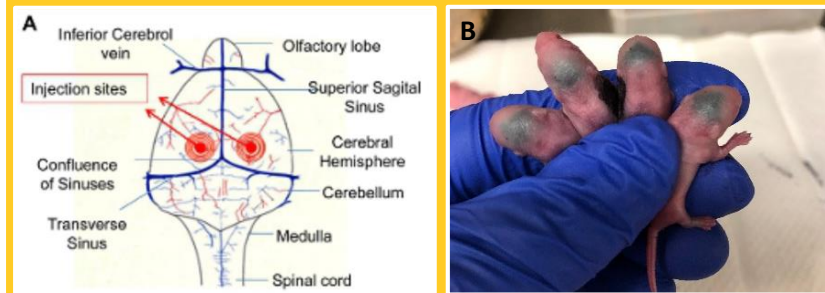 A
Inferior Cerebrol
vein
Olfactory lobe
Injection sites
Superior Sagital
Sinus
Cerebral
Hemisphere
Confluence
of Sinuses
Cerebellum
Transverse
Sinus
Medulla
Spinal cord
B